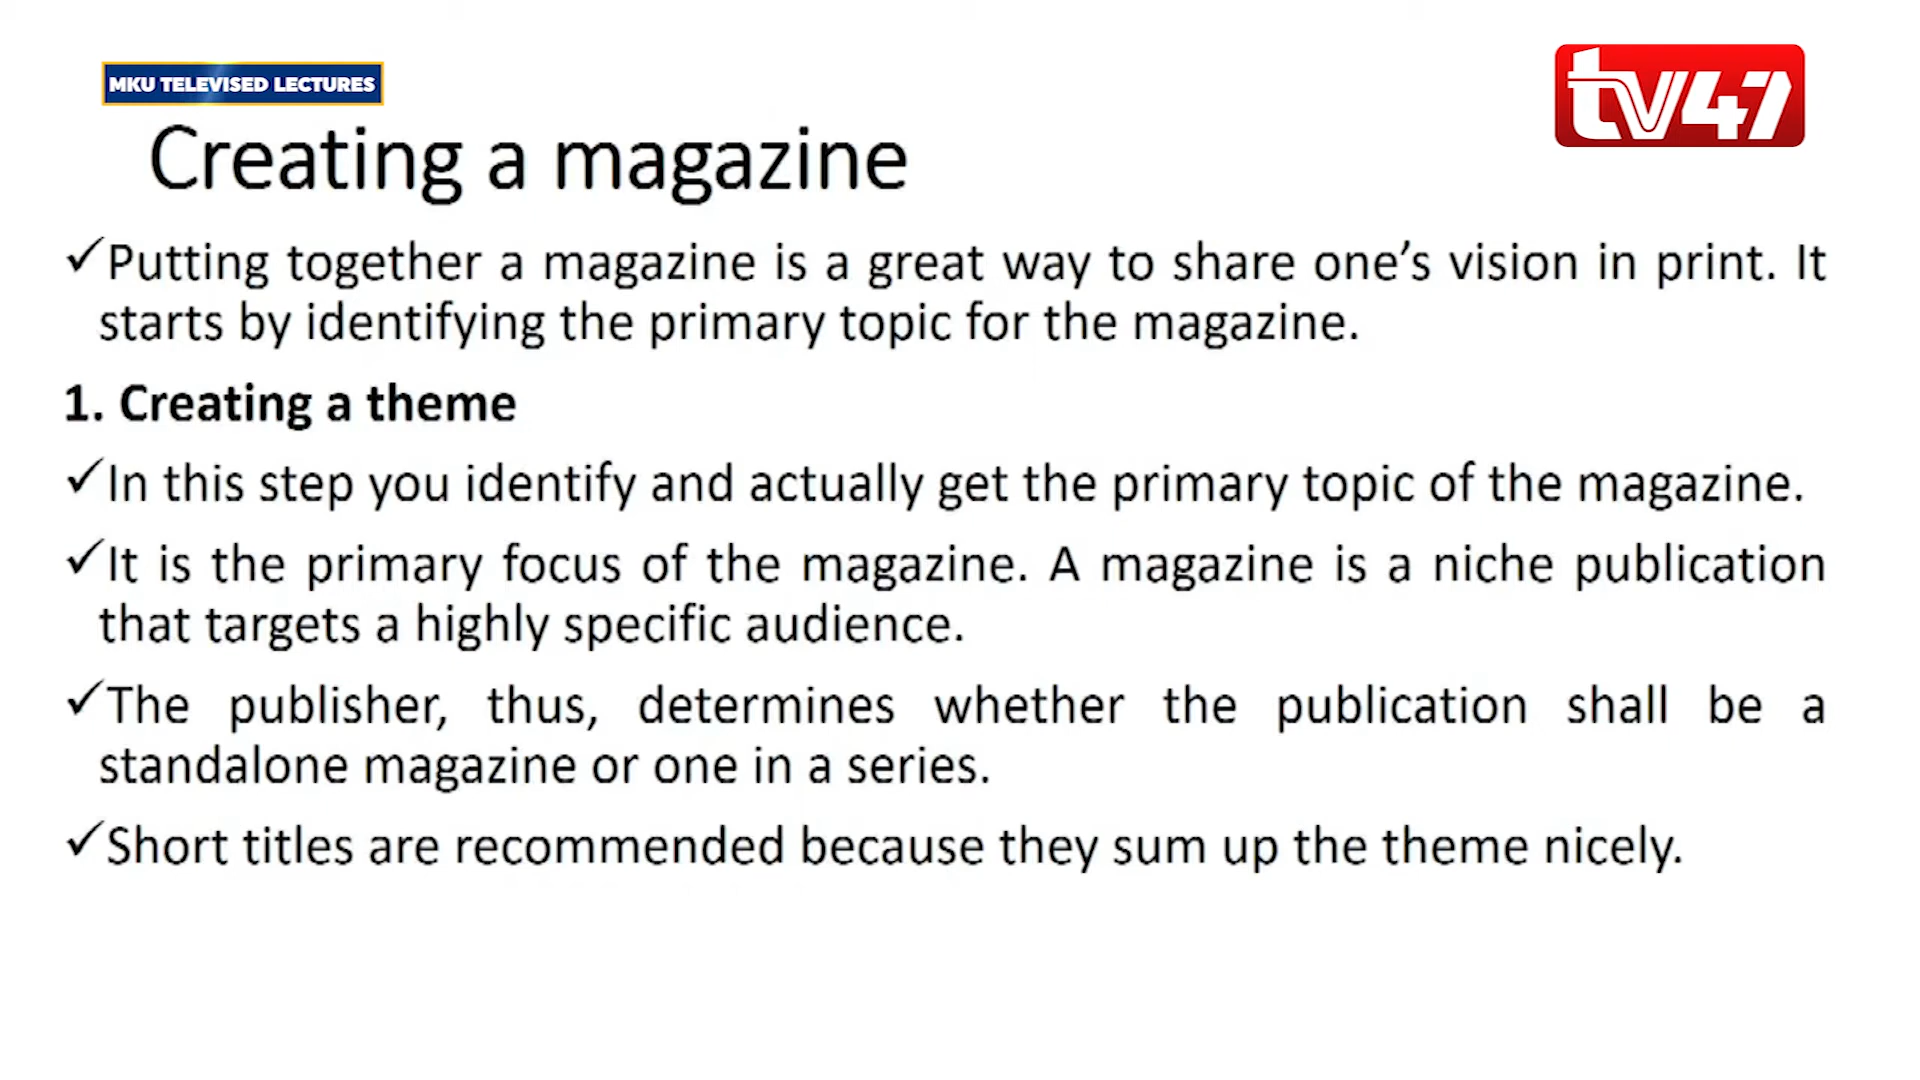 MKU TELEVISED LECTURES
tv47
Creating a magazine
✓Putting together a magazine is a great way to share one’s vision in print. It
starts by identifying the primary topic for the magazine.
1. Creating a theme
✓In this step you identify and actually get the primary topic of the magazine.
✓It is the primary focus of the magazine. A magazine is a niche publication
that targets a highly specific audience.
✓The publisher, thus, determines whether the publication shall be a
standalone magazine or one in a series.
✓Short titles are recommended because they sum up the theme nicely.